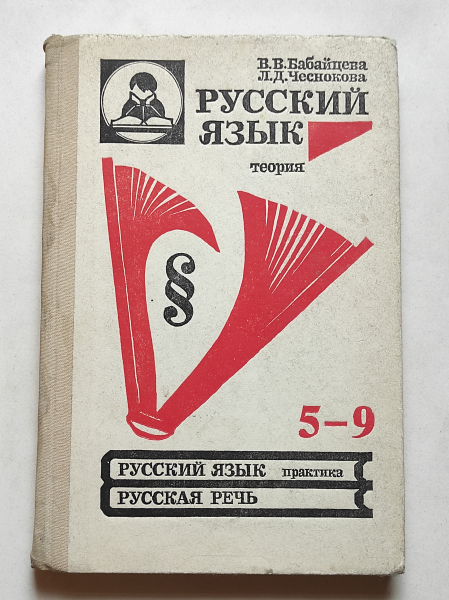 В.В.Бабайцева
Л.Д.Чеснокова
РУССКИЙ
ЯЗЫК
теория
§
5–9
РУССКИЙ ЯЗЫК практика
РУССКАЯ РЕЧЬ